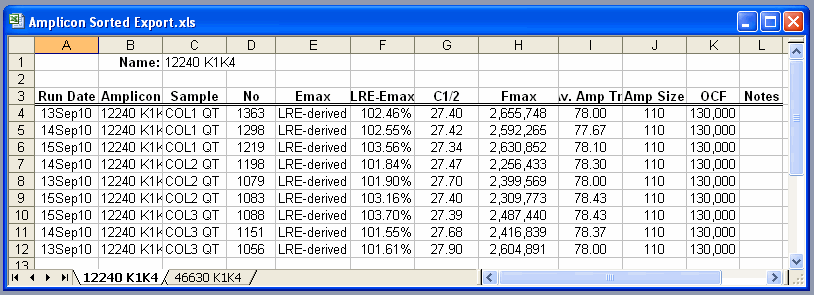 Amplicon Sorted Export.xls
A B C D E F G H I J K L
1 Name: 12240 K1K4
2
3 Run Date Amplicon Sample No Emax LRE-Emax C1/2 Fmax v. Amp Tr Amp Size OCF Notes
4 13Sep10 12240 K1K COL1 QT 1363 LRE-derived 102.46% 27.40 2,655,748 78.00 110 130,000
5 14Sep10 12240 K1K COL1 QT 1298 LRE-derived 102.55% 27.42 2,592,265 77.67 110 130,000
6 15Sep10 12240 K1K COL1 QT 1219 LRE-derived 103.56% 27.34 2,630,852 78.10 110 130,000
7 14Sep10 12240 K1K COL2 QT 1198 LRE-derived 101.84% 27.47 2,256,433 78.30 110 130,000
8 13Sep10 12240 K1K COL2 QT 1079 LRE-derived 101.90% 27.70 2,399,569 78.00 110 130,000
9 15Sep10 12240 K1K COL2 QT 1083 LRE-derived 103.16% 27.40 2,309,773 78.43 110 130,000
10 15Sep10 12240 K1K COL3 QT 1088 LRE-derived 103.70% 27.39 2,487,440 78.43 110 130,000
11 14Sep10 12240 K1K COL3 QT 1151 LRE-derived 101.55% 27.68 2,416,839 78.37 110 130,000
12 13Sep10 12240 K1K COL3 QT 1056 LRE-derived 101.61% 27.90 2,604,891 78.00 110 130,000
13
12240 K1K4 46630 K1K4